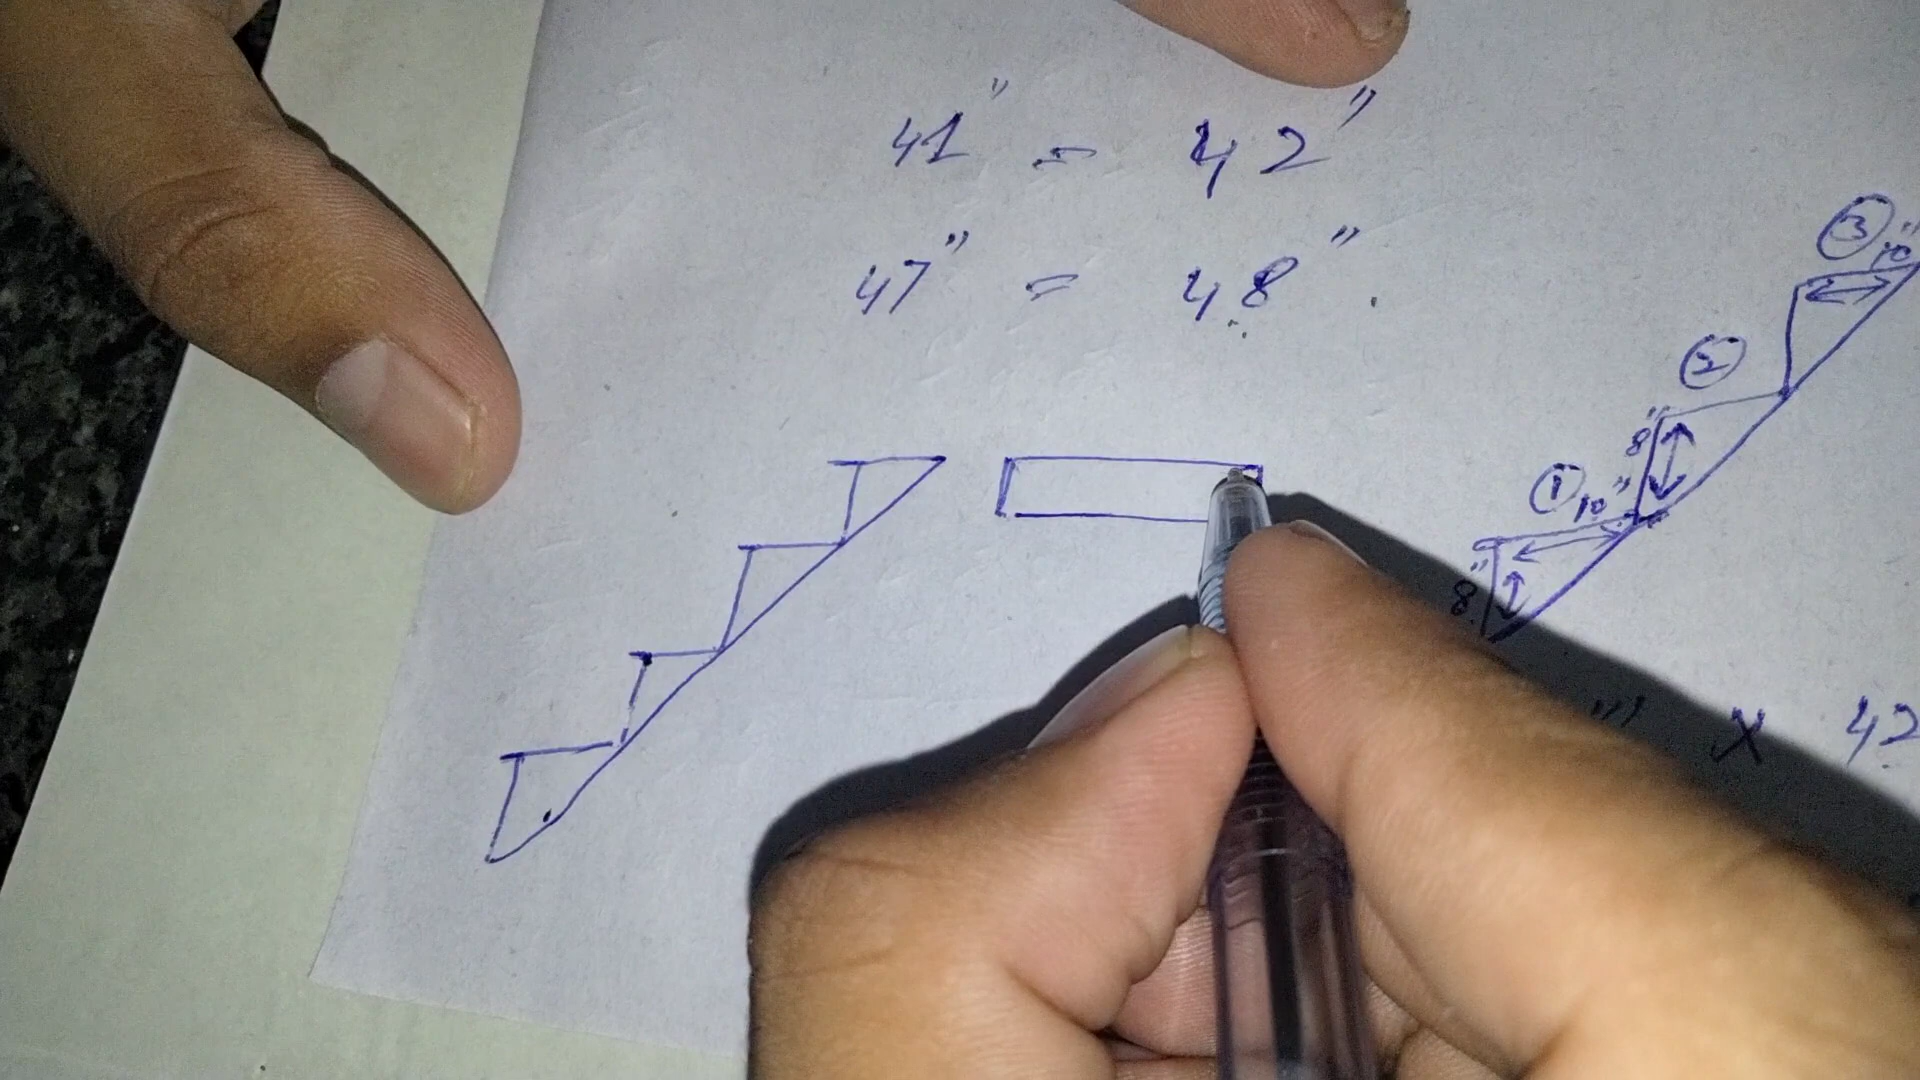 41" = 42"
47" = 48"
③ 10"
②
8"
① 10"
8"
" x 42